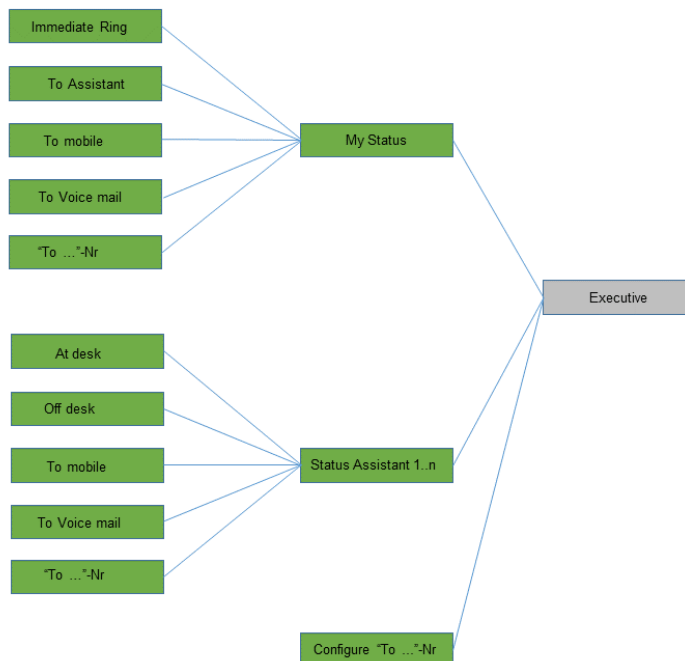 Immediate Ring
To Assistant
To mobile
To Voice mail
“To ...”-Nr
My Status
Executive
At desk
Off desk
To mobile
To Voice mail
“To ...”-Nr
Status Assistant 1..n
Configure “To ...”-Nr